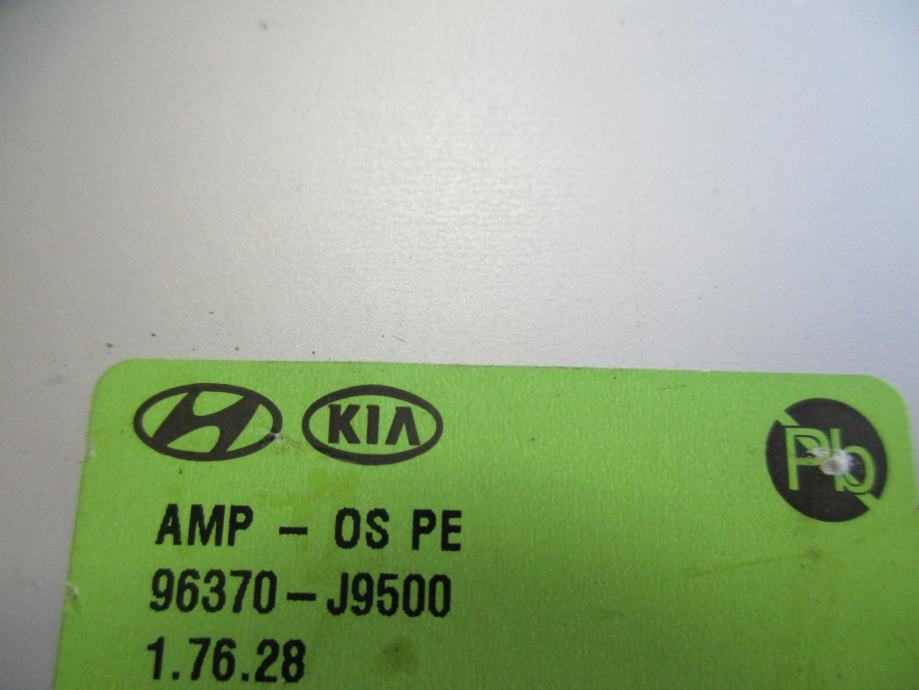 KIA
Pb
AMP - OS PE
96370-J9500
1.76.28